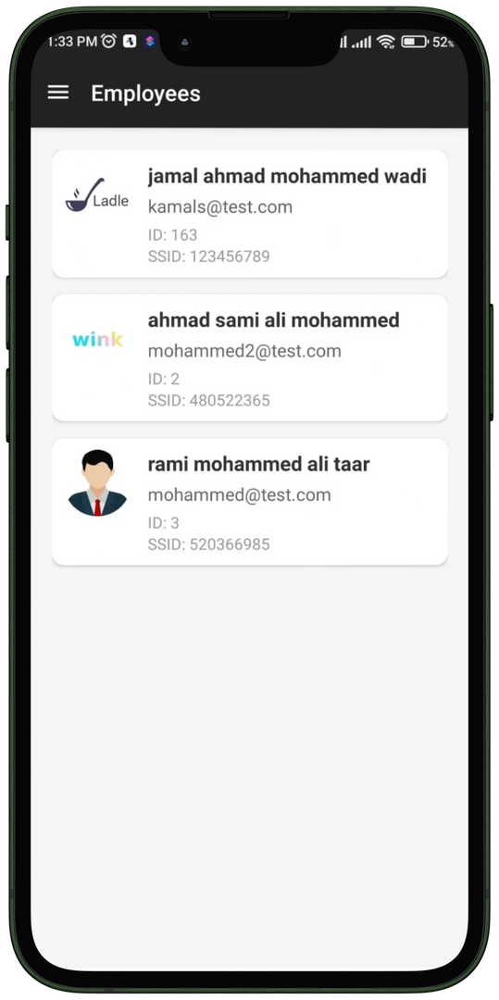 1:33 PM
52%
Employees
jamal ahmad mohammed wadi
Ladle
kamals@test.com
ID: 163
SSID: 123456789
ahmad sami ali mohammed
wink
mohammed2@test.com
ID: 2
SSID: 480522365
rami mohammed ali taar
mohammed@test.com
ID: 3
SSID: 520366985